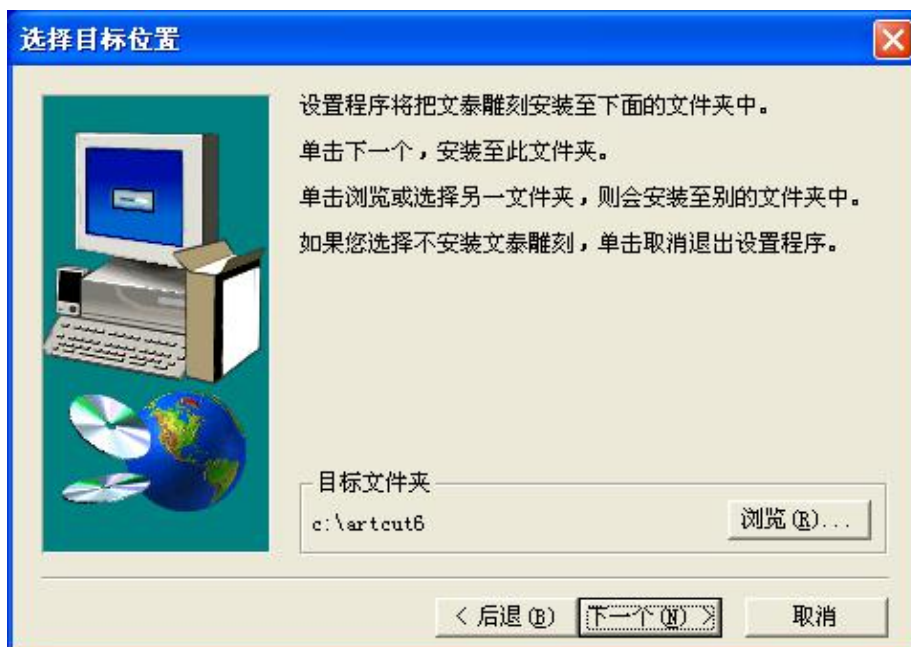 选择目标位置
设置程序将把文泰雕刻安装至下面的文件夹中。
单击下一个，安装至此文件夹。
单击浏览或选择另一文件夹，则会安装至别的文件夹中。
如果您选择不安装文泰雕刻，单击取消退出设置程序。
目标文件夹
c:\artcut6
浏览(R)...
< 后退(B) 下一个(N) > 取消